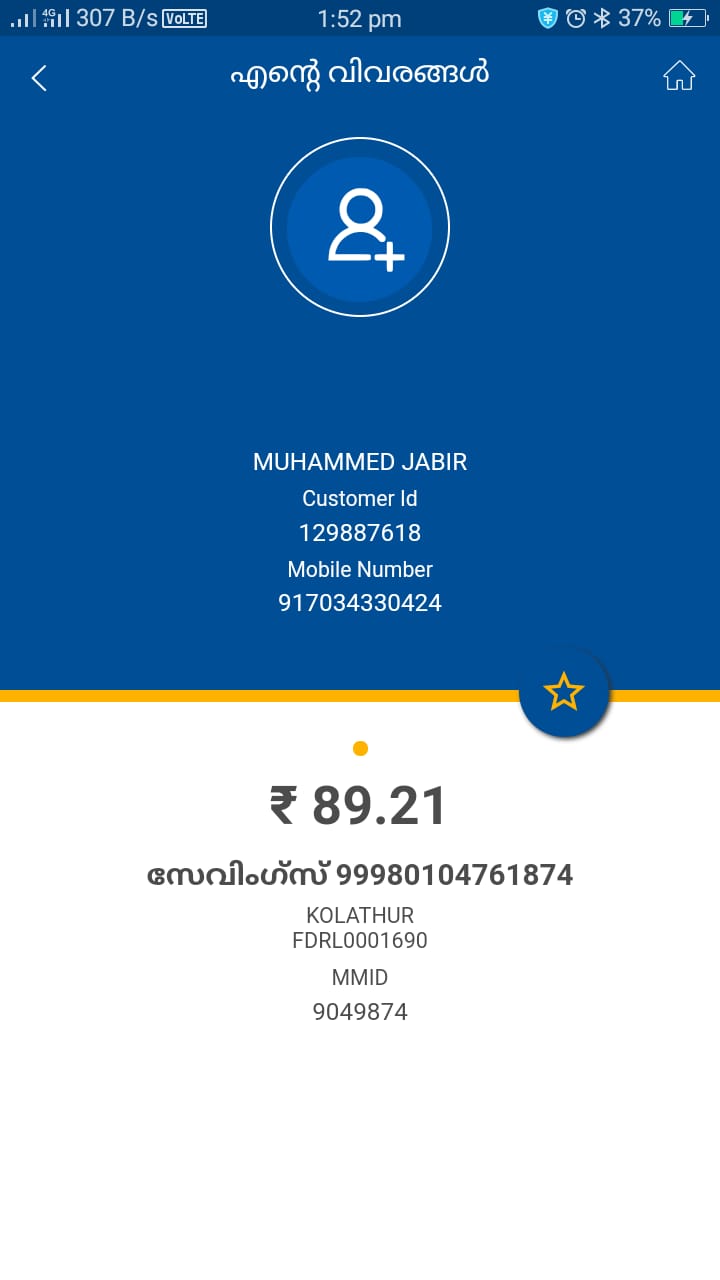 4G 307 B/s VoLTE 1:52 pm 37%
എന്റെ വിവരങ്ങൾ
MUHAMMED JABIR
Customer Id
129887618
Mobile Number
917034330424
₹ 89.21
സേവിംഗ്സ് 99980104761874
KOLATHUR
FDRL0001690
MMID
9049874